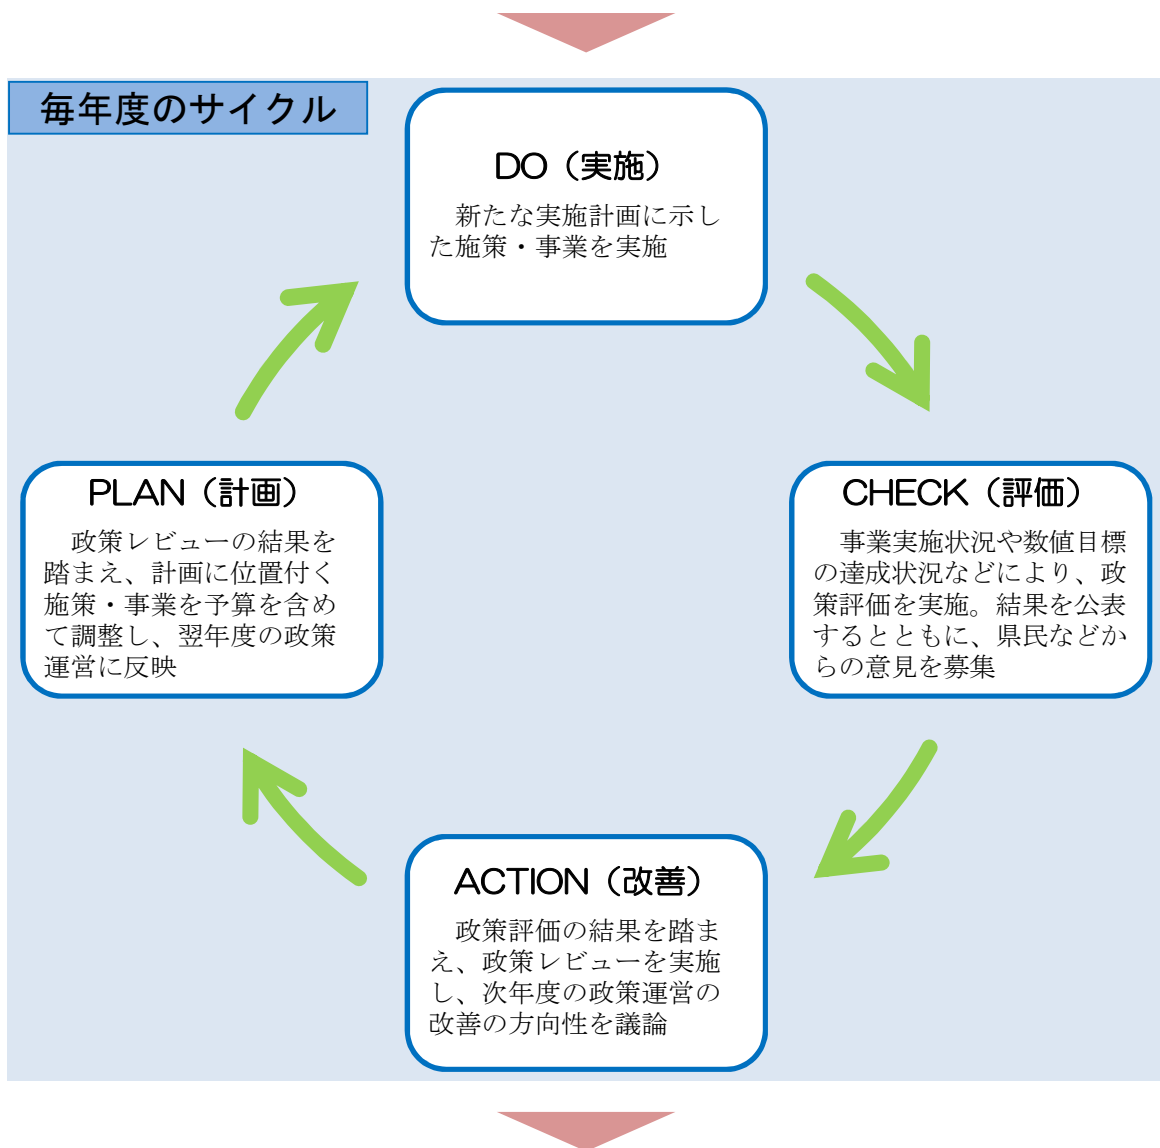 毎年度のサイクル
DO（実施）
新たな実施計画に示し
た施策・事業を実施
PLAN（計画）
政策レビューの結果を
踏まえ、計画に位置付く
施策・事業を予算を含め
て調整し、翌年度の政策
運営に反映
CHECK（評価）
事業実施状況や数値目標
の達成状況などにより、政
策評価を実施。結果を公表
するとともに、県民などか
らの意見を募集
ACTION（改善）
政策評価の結果を踏ま
え、政策レビューを実施
し、次年度の政策運営の
改善の方向性を議論